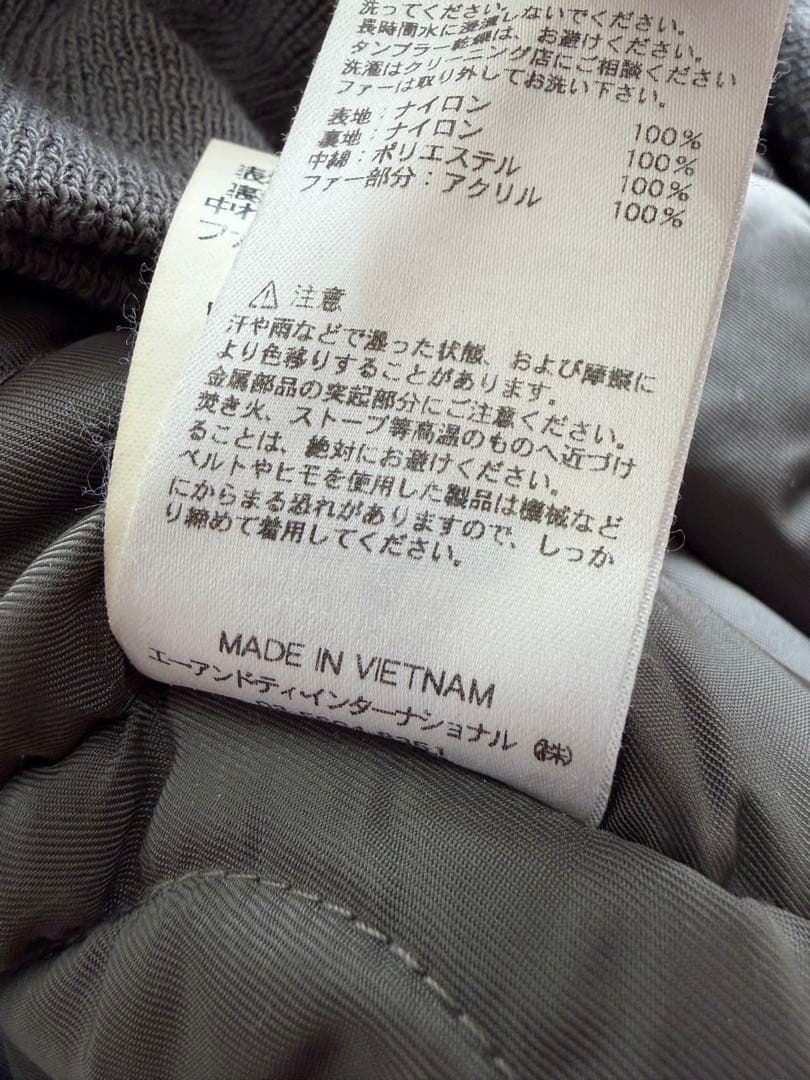 洗ってください。
しないでください。
長時間水に浸漬しないでください。
タンブラー乾燥は、お避けください。
洗濯はクリーニング店にご相談ください
ファーは取り外してお洗い下さい。
表地：ナイロン 100%
裏地：ナイロン 100%
中綿：ポリエステル 100%
ファー部分：アクリル 100%
注意
汗や雨などで湿った状態、および摩擦に
より色移りすることがあります。
金属部品の突起部分にご注意ください。
焚き火、ストーブ等高温のものへ近づけ
ることは、絶対にお避けください。
ベルトやヒモを使用した製品は機械など
にからまる恐れがありますので、しっか
り締めて着用してください。
MADE IN VIETNAM
エーアンド・ティ・インターナショナル ㈱